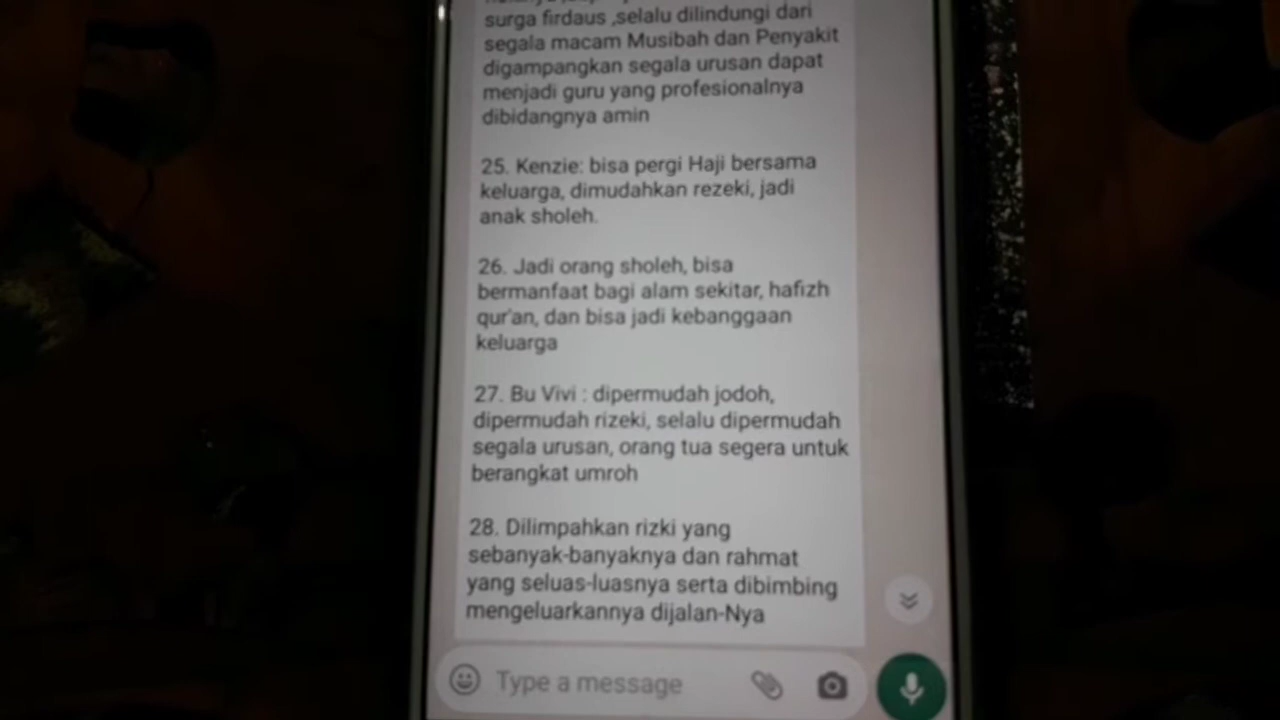 surga firdaus ,selalu dilindungi dari
segala macam Musibah dan Penyakit
digampangkan segala urusan dapat
menjadi guru yang profesionalnya
dibidangnya amin
25. Kenzie: bisa pergi Haji bersama
keluarga, dimudahkan rezeki, jadi
anak sholeh.
26. Jadi orang sholeh, bisa
bermanfaat bagi alam sekitar, hafizh
qur'an, dan bisa jadi kebanggaan
keluarga
27. Bu Vivi : dipermudah jodoh,
dipermudah rizeki, selalu dipermudah
segala urusan, orang tua segera untuk
berangkat umroh
28. Dilimpahkan rizki yang
sebanyak-banyaknya dan rahmat
yang seluas-luasnya serta dibimbing
mengeluarkannya dijalan-Nya
Type a message